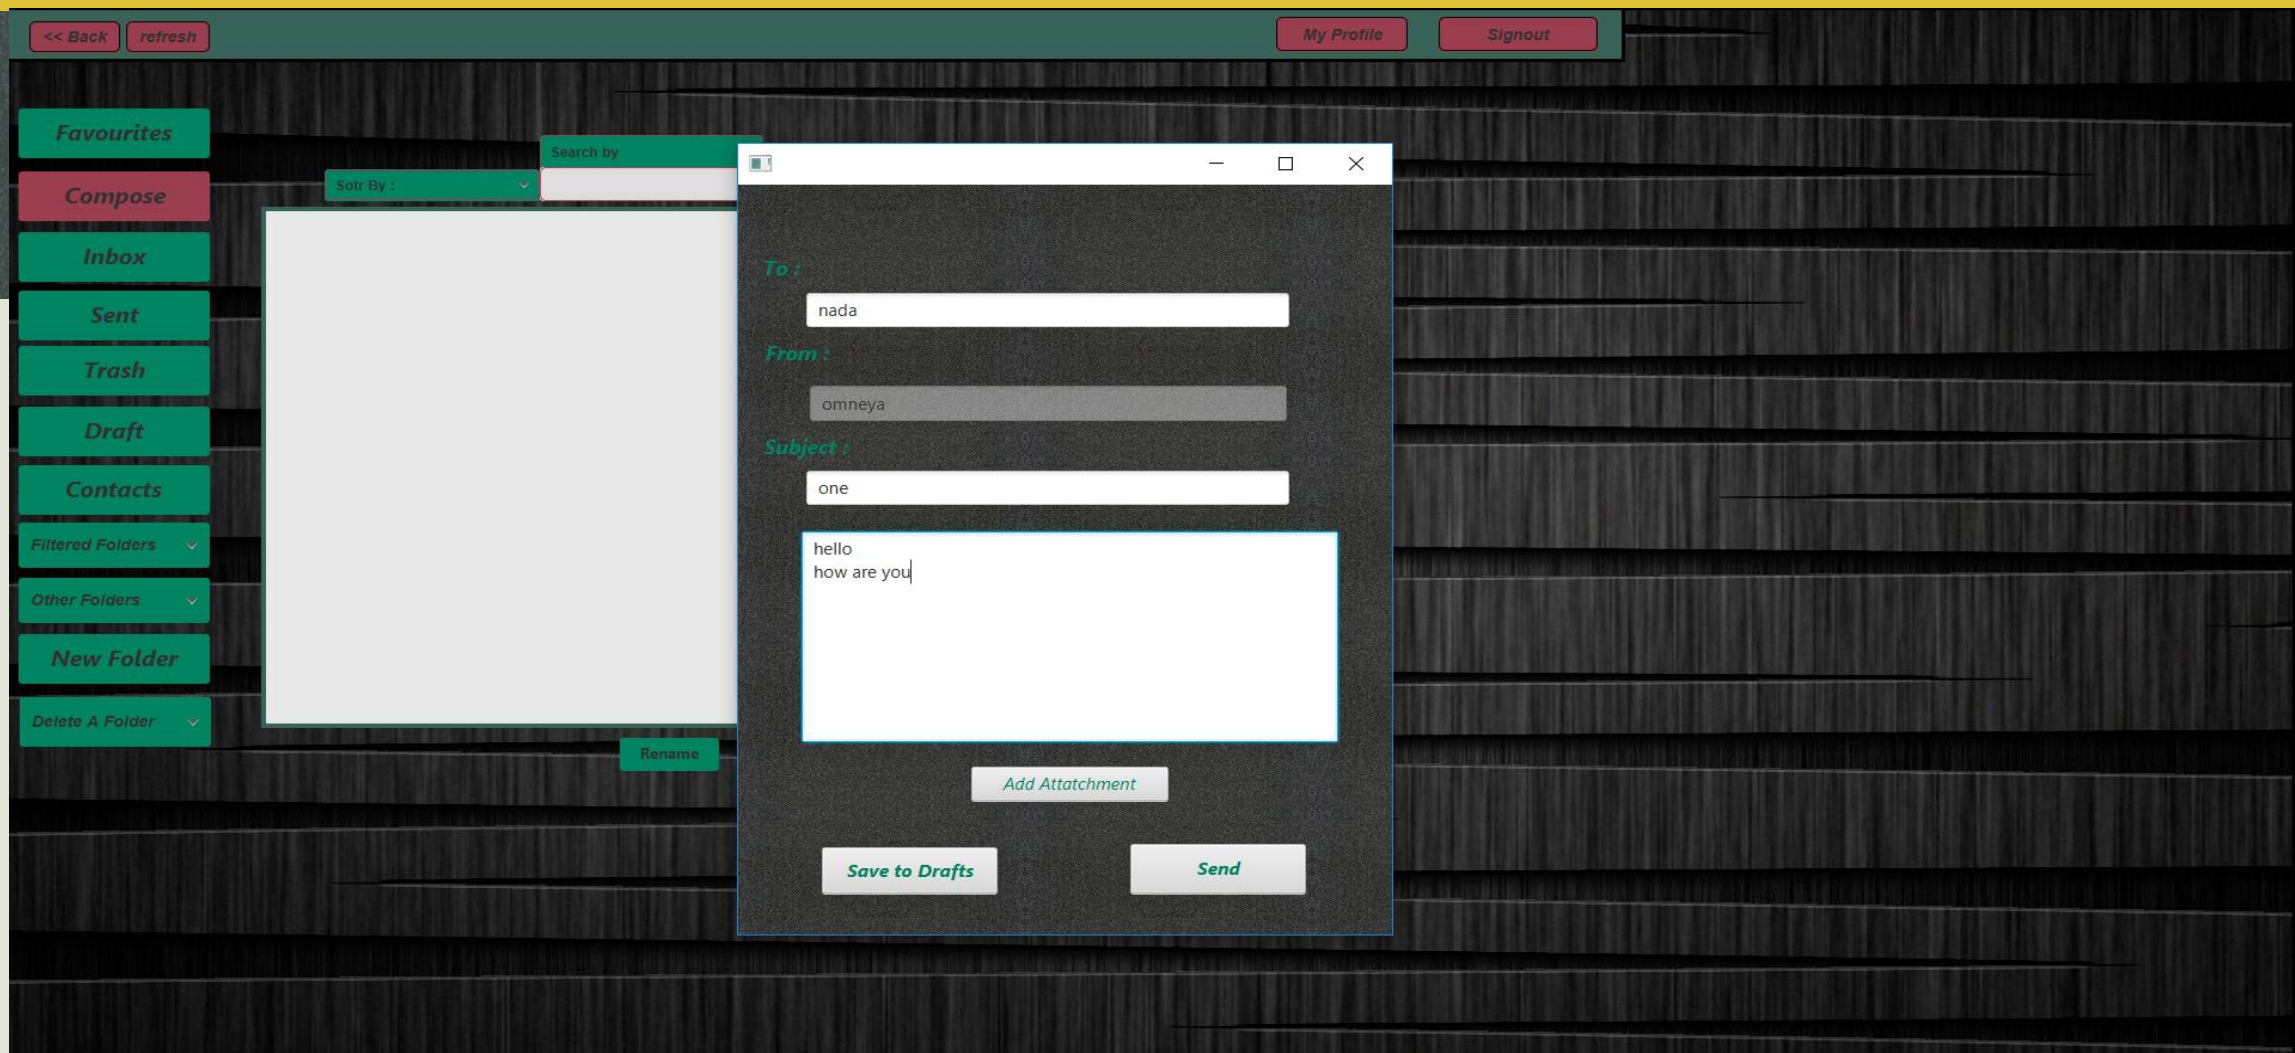 << Back
refresh
My Profile
Signout
Favourites
Compose
Inbox
Sent
Trash
Draft
Contacts
Filtered Folders
Other Folders
New Folder
Delete A Folder
Sotr By :
Search by
Rename
To :
nada
From :
omneya
Subject :
one
hello
how are you
Add Attatchment
Save to Drafts
Send